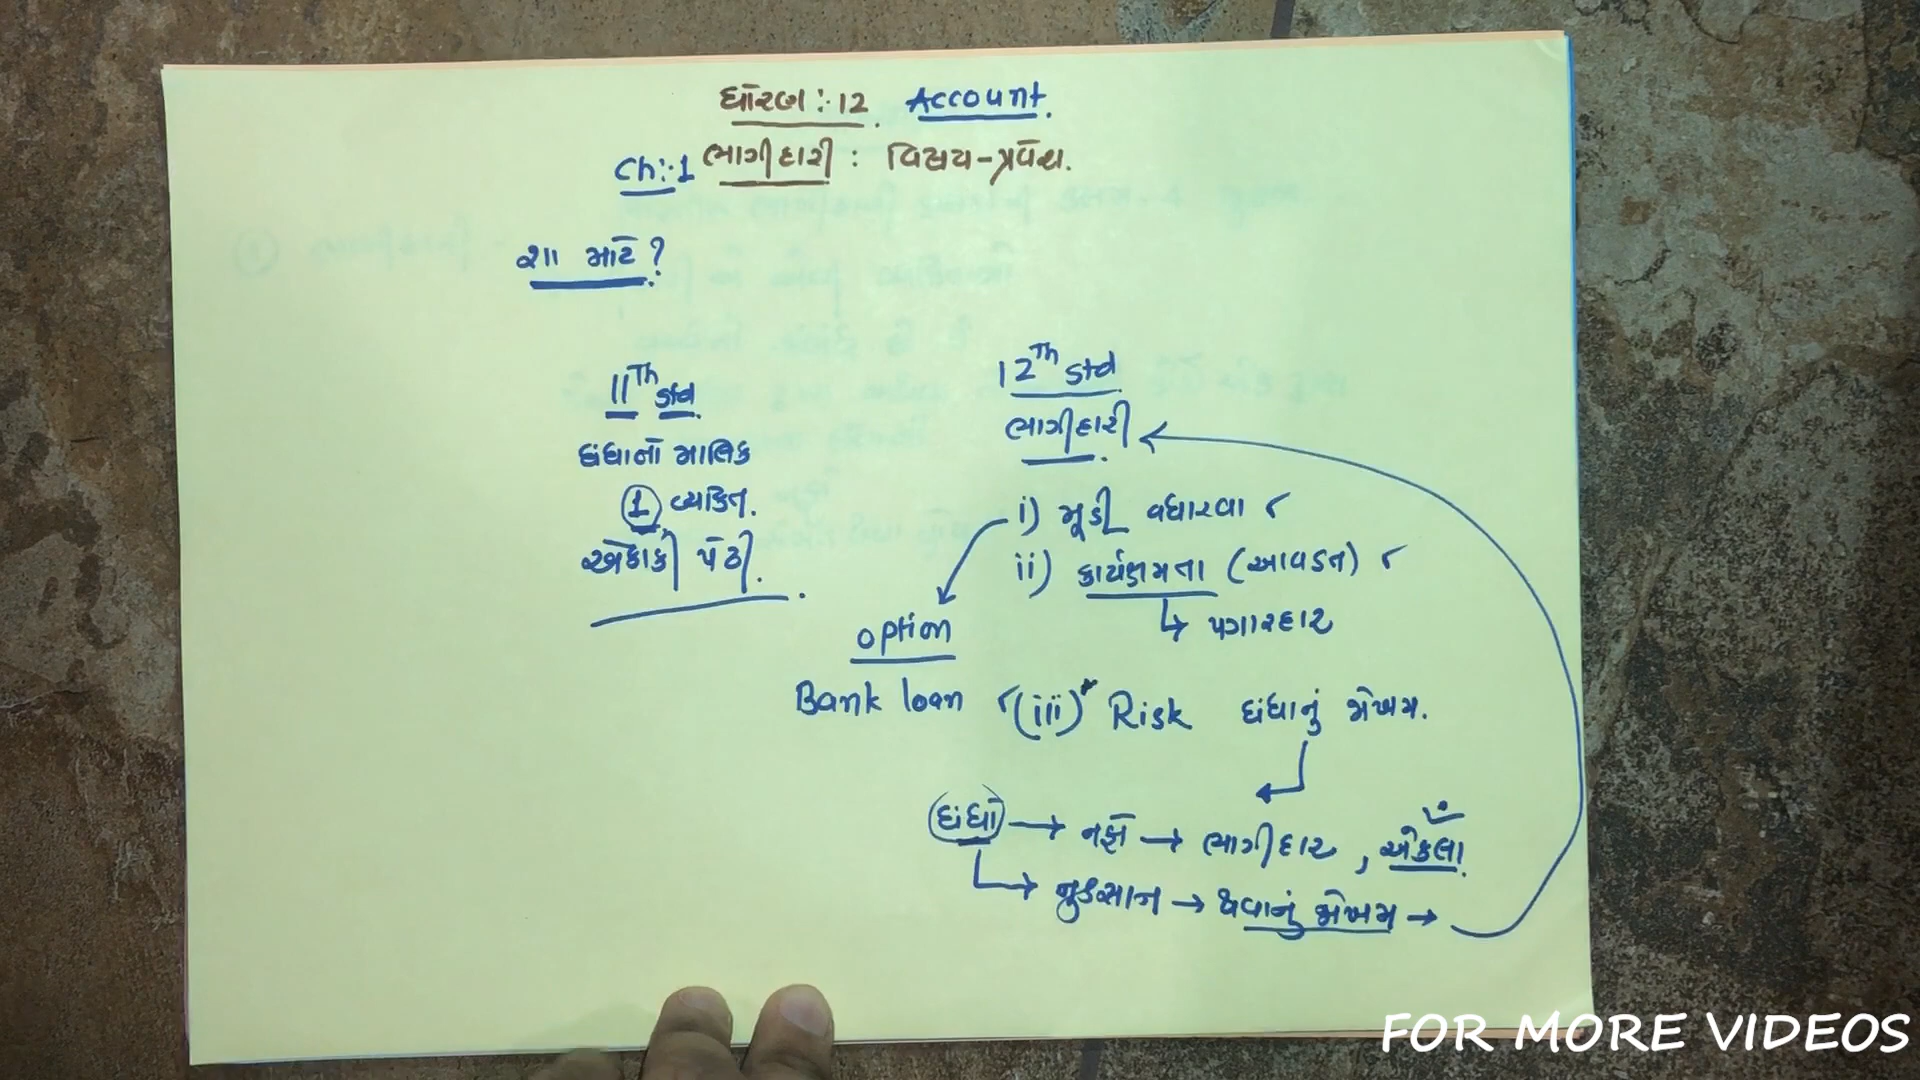 ધોરણ :- 12 Account.
Ch:-1 ભાગીદારી : વિષય-પ્રવેશ.
શા માટે ?
11Th std.
ધંધાનો માલિક
1 વ્યકિત.
એકાકી પેઢી.
12Th std
ભાગીદારી.
i) મૂડી વધારવા
ii) કાર્યક્ષમતા (આવડત)
↳ પગારદાર
option
Bank loan
(iii) Risk ધંધાનું જોખમ.
ધંધો → નફો → ભાગીદાર, એકલા.
↳ નુકસાન → થવાનું જોખમ →
FOR MORE VIDEOS